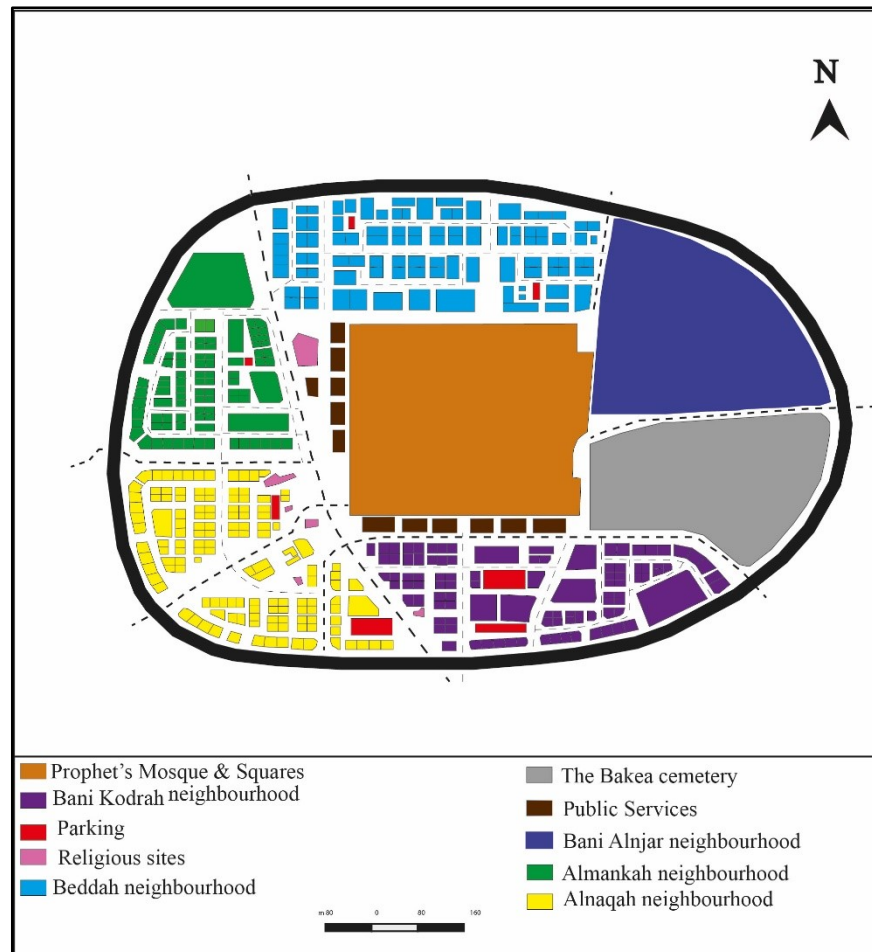 N
Prophet's Mosque & Squares
Bani Kodrah neighbourhood
Parking
Religious sites
Beddah neighbourhood
The Bakea cemetery
Public Services
Bani Alnjar neighbourhood
Almankah neighbourhood
Alnaqah neighbourhood
m 80 0 80 160